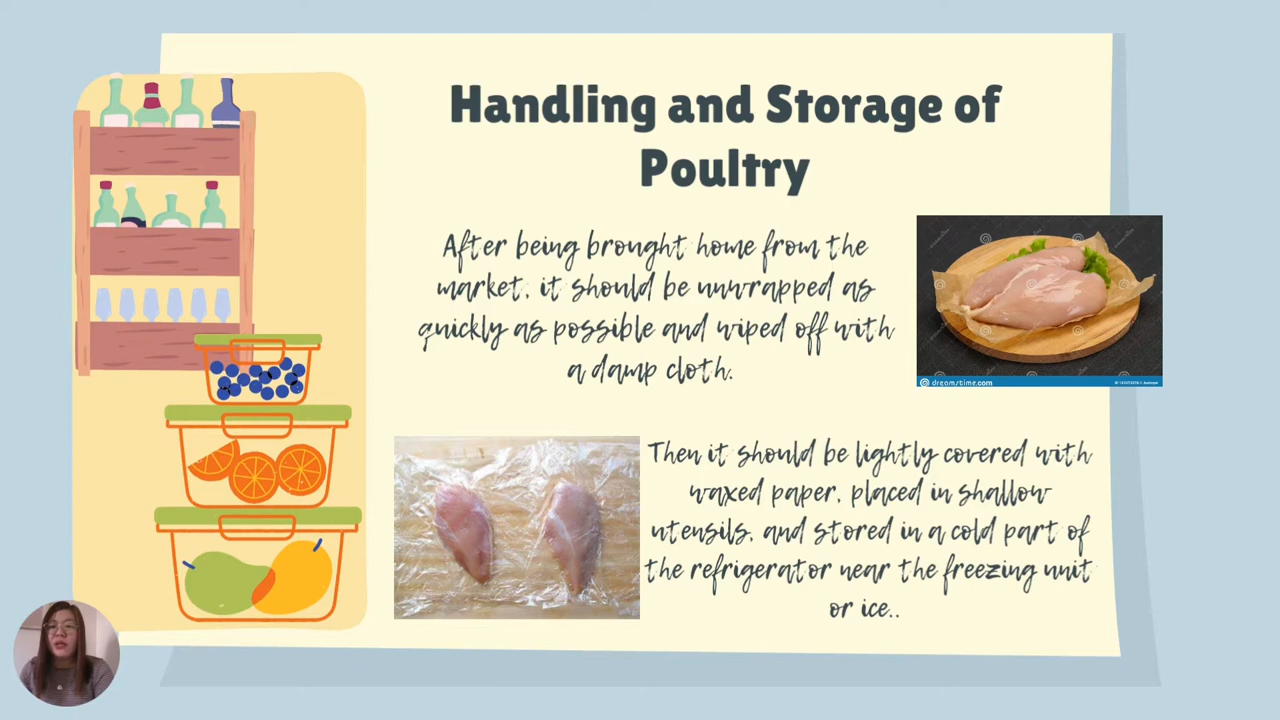 Handling and Storage of
Poultry
After being brought home from the
market, it should be unwrapped as
quickly as possible and wiped off with
a damp cloth.
dreamstime.com
Then it should be lightly covered with
waxed paper, placed in shallow
utensils, and stored in a cold part of
the refrigerator near the freezing unit
or ice..